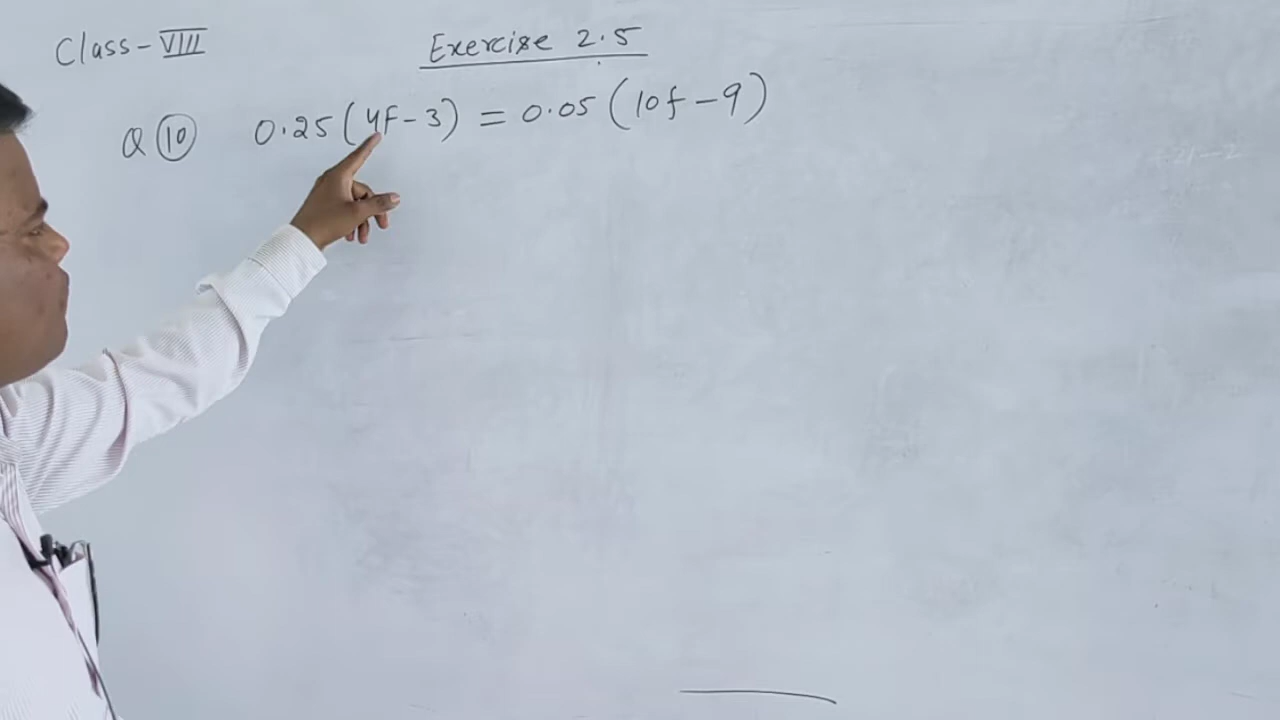 Class-VIII
Exercise 2.5
Q 10 0.25(4f-3) = 0.05(10f-9)